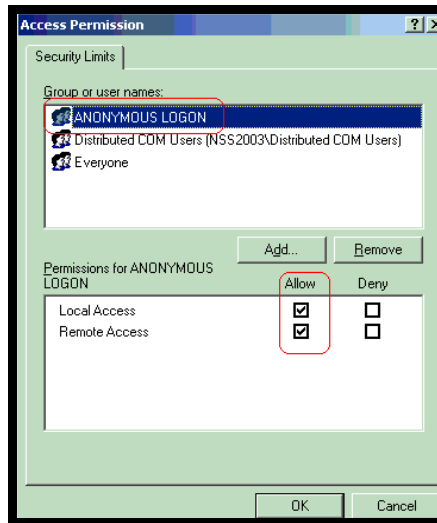 Access Permission
Security Limits
Group or user names:
ANONYMOUS LOGON
Distributed COM Users (NSS2003\Distributed COM Users)
Everyone
Add... Remove
Permissions for ANONYMOUS
LOGON Allow Deny
Local Access
Remote Access
OK Cancel